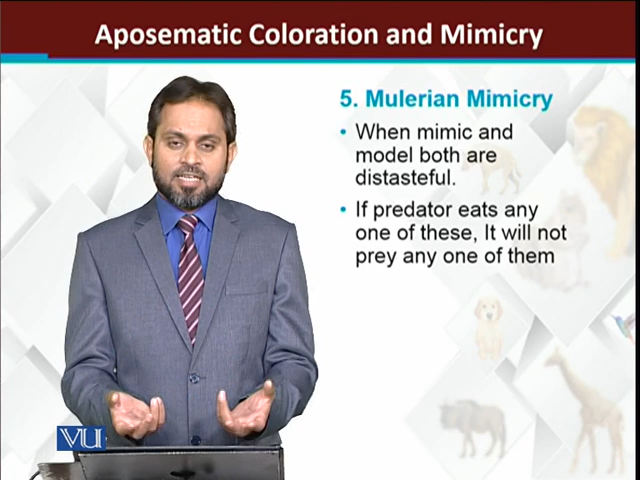 Aposematic Coloration and Mimicry
5. Mulerian Mimicry
• When mimic and
model both are
distasteful.
• If predator eats any
one of these, It will not
prey any one of them
VU